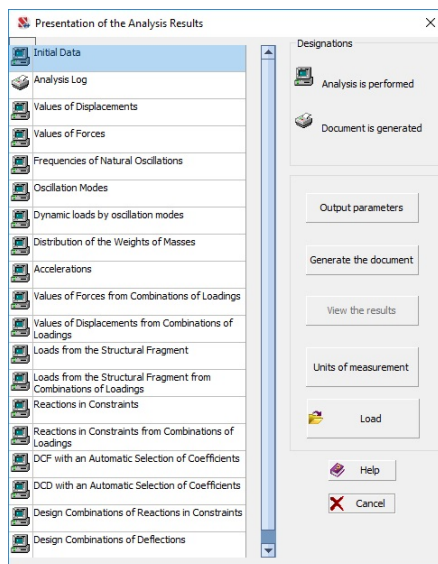 Presentation of the Analysis Results
Initial Data
Analysis Log
Values of Displacements
Values of Forces
Frequencies of Natural Oscillations
Oscillation Modes
Dynamic loads by oscillation modes
Distribution of the Weights of Masses
Accelerations
Values of Forces from Combinations of Loadings
Values of Displacements from Combinations of
Loadings
Loads from the Structural Fragment
Loads from the Structural Fragment from
Combinations of Loadings
Reactions in Constraints
Reactions in Constraints from Combinations of
Loadings
DCF with an Automatic Selection of Coefficients
DCD with an Automatic Selection of Coefficients
Design Combinations of Reactions in Constraints
Design Combinations of Deflections
Designations
Analysis is performed
Document is generated
Output parameters
Generate the document
View the results
Units of measurement
Load
Help
Cancel